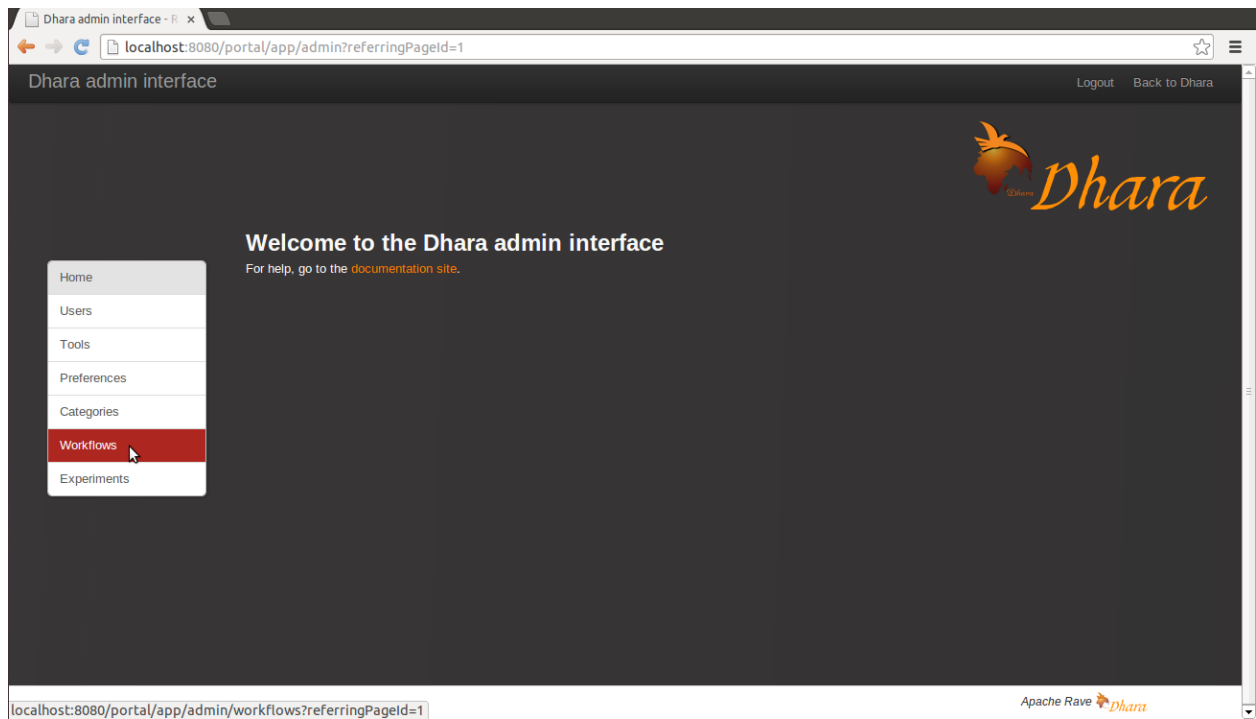 Dhara admin interface - R
localhost:8080/portal/app/admin?referringPageId=1
Dhara admin interface
Logout Back to Dhara
Dhara
Dhara
Welcome to the Dhara admin interface
For help, go to the documentation site.
Home
Users
Tools
Preferences
Categories
Workflows
Experiments
Apache Rave Dhara
localhost:8080/portal/app/admin/workflows?referringPageId=1